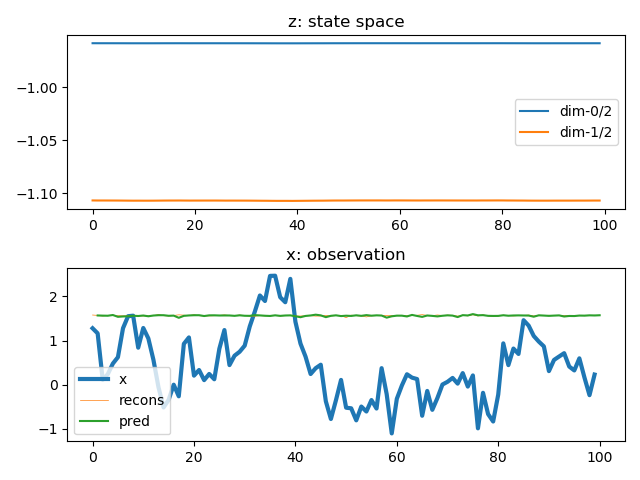 z: state space
−1.00
−1.05
−1.10
dim-0/2
dim-1/2
0 20 40 60 80 100
x: observation
2
1
0
−1
x
recons
pred
0 20 40 60 80 100